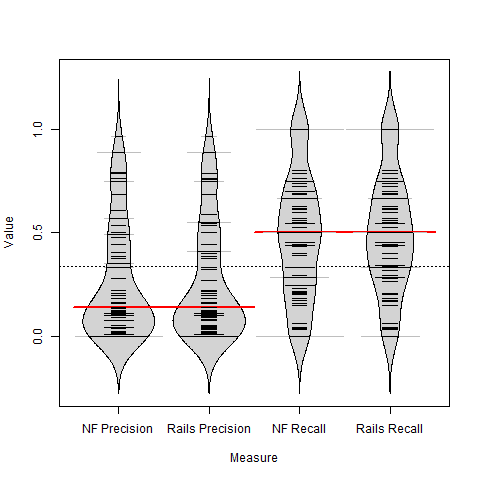 1.0
0.5
0.0
Value
NF Precision
Rails Precision
NF Recall
Rails Recall
Measure